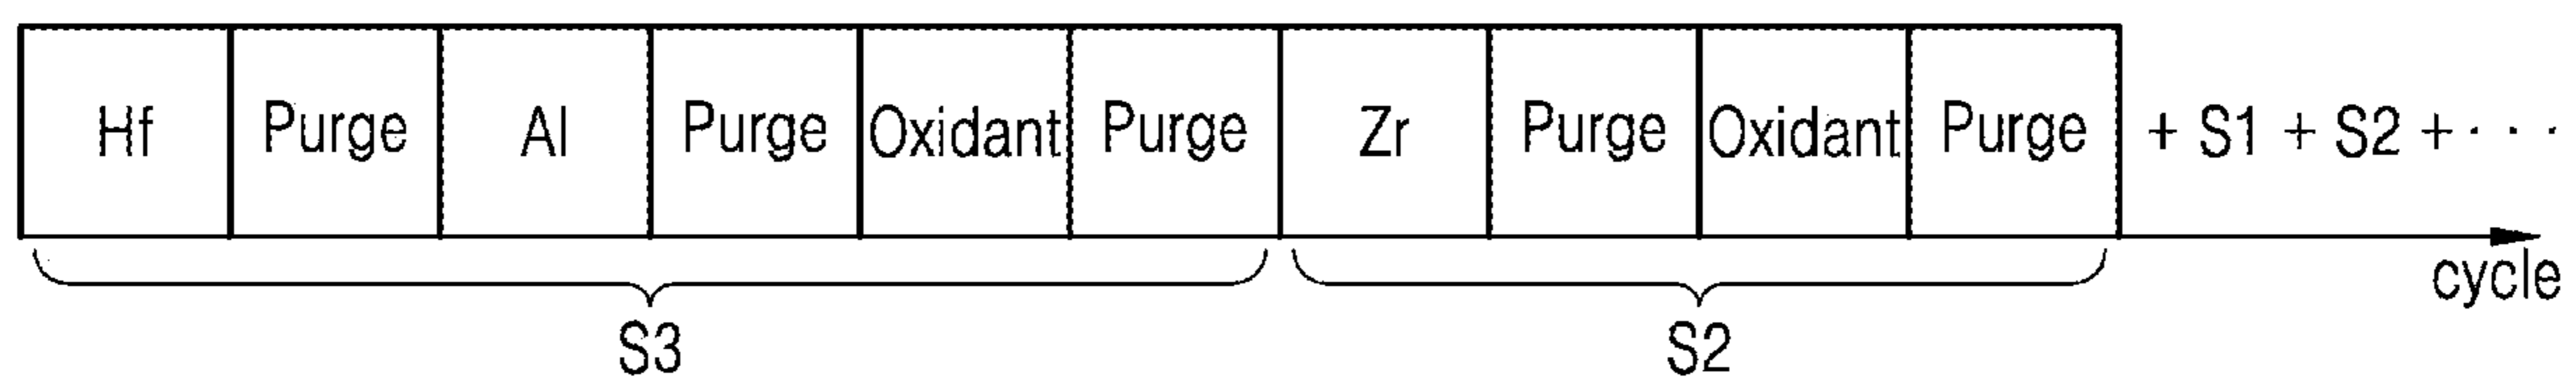 Hf Purge Al Purge Oxidant Purge Zr Purge Oxidant Purge + S1 + S2 + · · ·
cycle
S3 S2